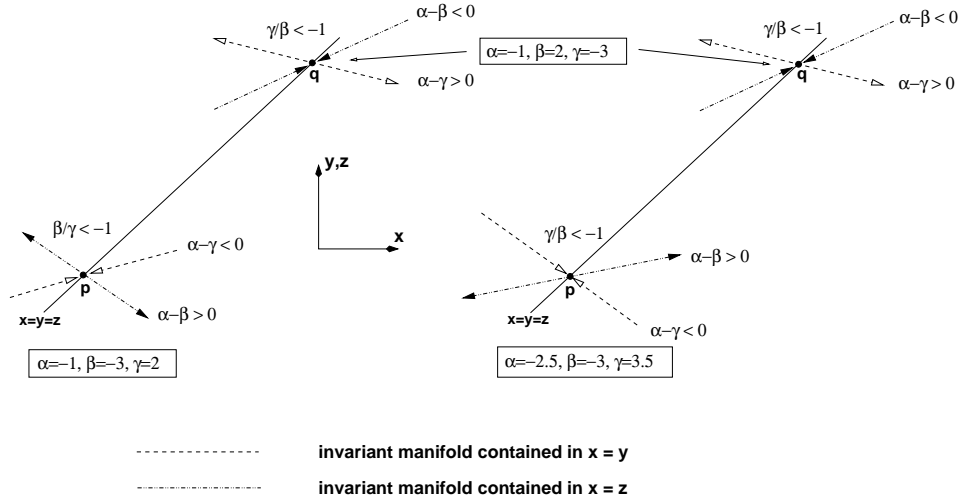 α−β<0
γ/β<−1
q
α−γ>0
α=−1, β=2, γ=−3
γ/β<−1
α−β<0
q
α−γ>0
y,z
x
β/γ<−1
α−γ<0
p
x=y=z
α−β>0
α=−1, β=−3, γ=2
γ/β<−1
α−β>0
p
x=y=z
α−γ<0
α=−2.5, β=−3, γ=3.5
invariant manifold contained in x = y
invariant manifold contained in x = z